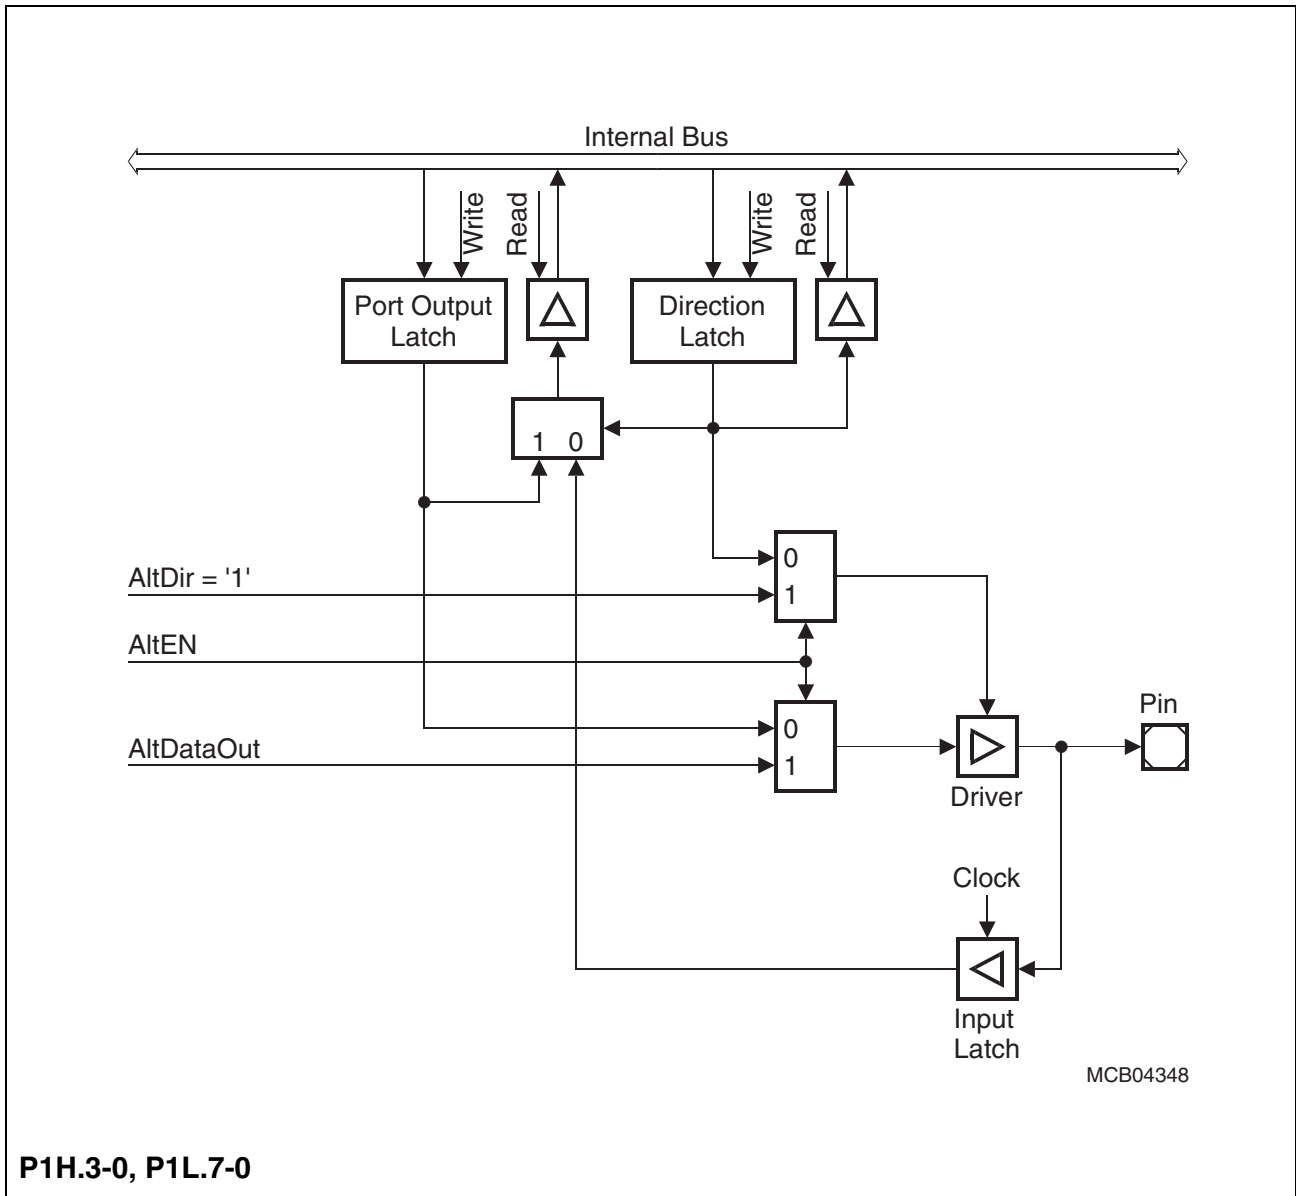 Internal Bus
Write
Read
Write
Read
Port Output
Latch
Direction
Latch
1 0
AltDir = '1'
0
1
AltEN
AltDataOut
0
1
Pin
Driver
Clock
Input
Latch
MCB04348
P1H.3-0, P1L.7-0